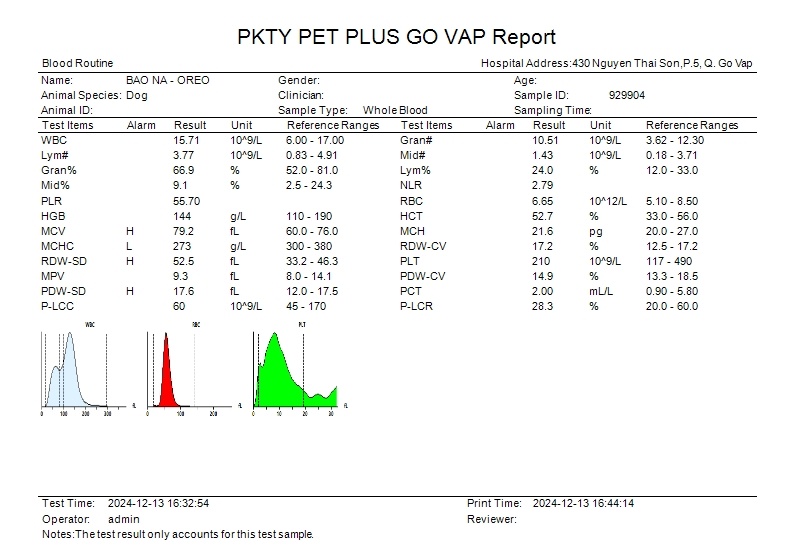 PKTY PET PLUS GO VAP Report
Blood Routine Hospital Address:430 Nguyen Thai Son,P.5, Q. Go Vap
Name: BAO NA - OREO Gender: Age:
Animal Species: Dog Clinician: Sample ID: 929904
Animal ID: Sample Type: Whole Blood Sampling Time:
Test Items Alarm Result Unit Reference Ranges Test Items Alarm Result Unit Reference Ranges
WBC 15.71 10^9/L 6.00 - 17.00 Gran# 10.51 10^9/L 3.62 - 12.30
Lym# 3.77 10^9/L 0.83 - 4.91 Mid# 1.43 10^9/L 0.18 - 3.71
Gran% 66.9 % 52.0 - 81.0 Lym% 24.0 % 12.0 - 33.0
Mid% 9.1 % 2.5 - 24.3 NLR 2.79
PLR 55.70 RBC 6.65 10^12/L 5.10 - 8.50
HGB 144 g/L 110 - 190 HCT 52.7 % 33.0 - 56.0
MCV H 79.2 fL 60.0 - 76.0 MCH 21.6 pg 20.0 - 27.0
MCHC L 273 g/L 300 - 380 RDW-CV 17.2 % 12.5 - 17.2
RDW-SD H 52.5 fL 33.2 - 46.3 PLT 210 10^9/L 117 - 490
MPV 9.3 fL 8.0 - 14.1 PDW-CV 14.9 % 13.3 - 18.5
PDW-SD H 17.6 fL 12.0 - 17.5 PCT 2.00 mL/L 0.90 - 5.80
P-LCC 60 10^9/L 45 - 170 P-LCR 28.3 % 20.0 - 60.0
WBC RBC PLT
0 100 200 300 fL 0 100 200 fL 0 10 20 30 fL
Test Time: 2024-12-13 16:32:54 Print Time: 2024-12-13 16:44:14
Operator: admin Reviewer:
Notes:The test result only accounts for this test sample.